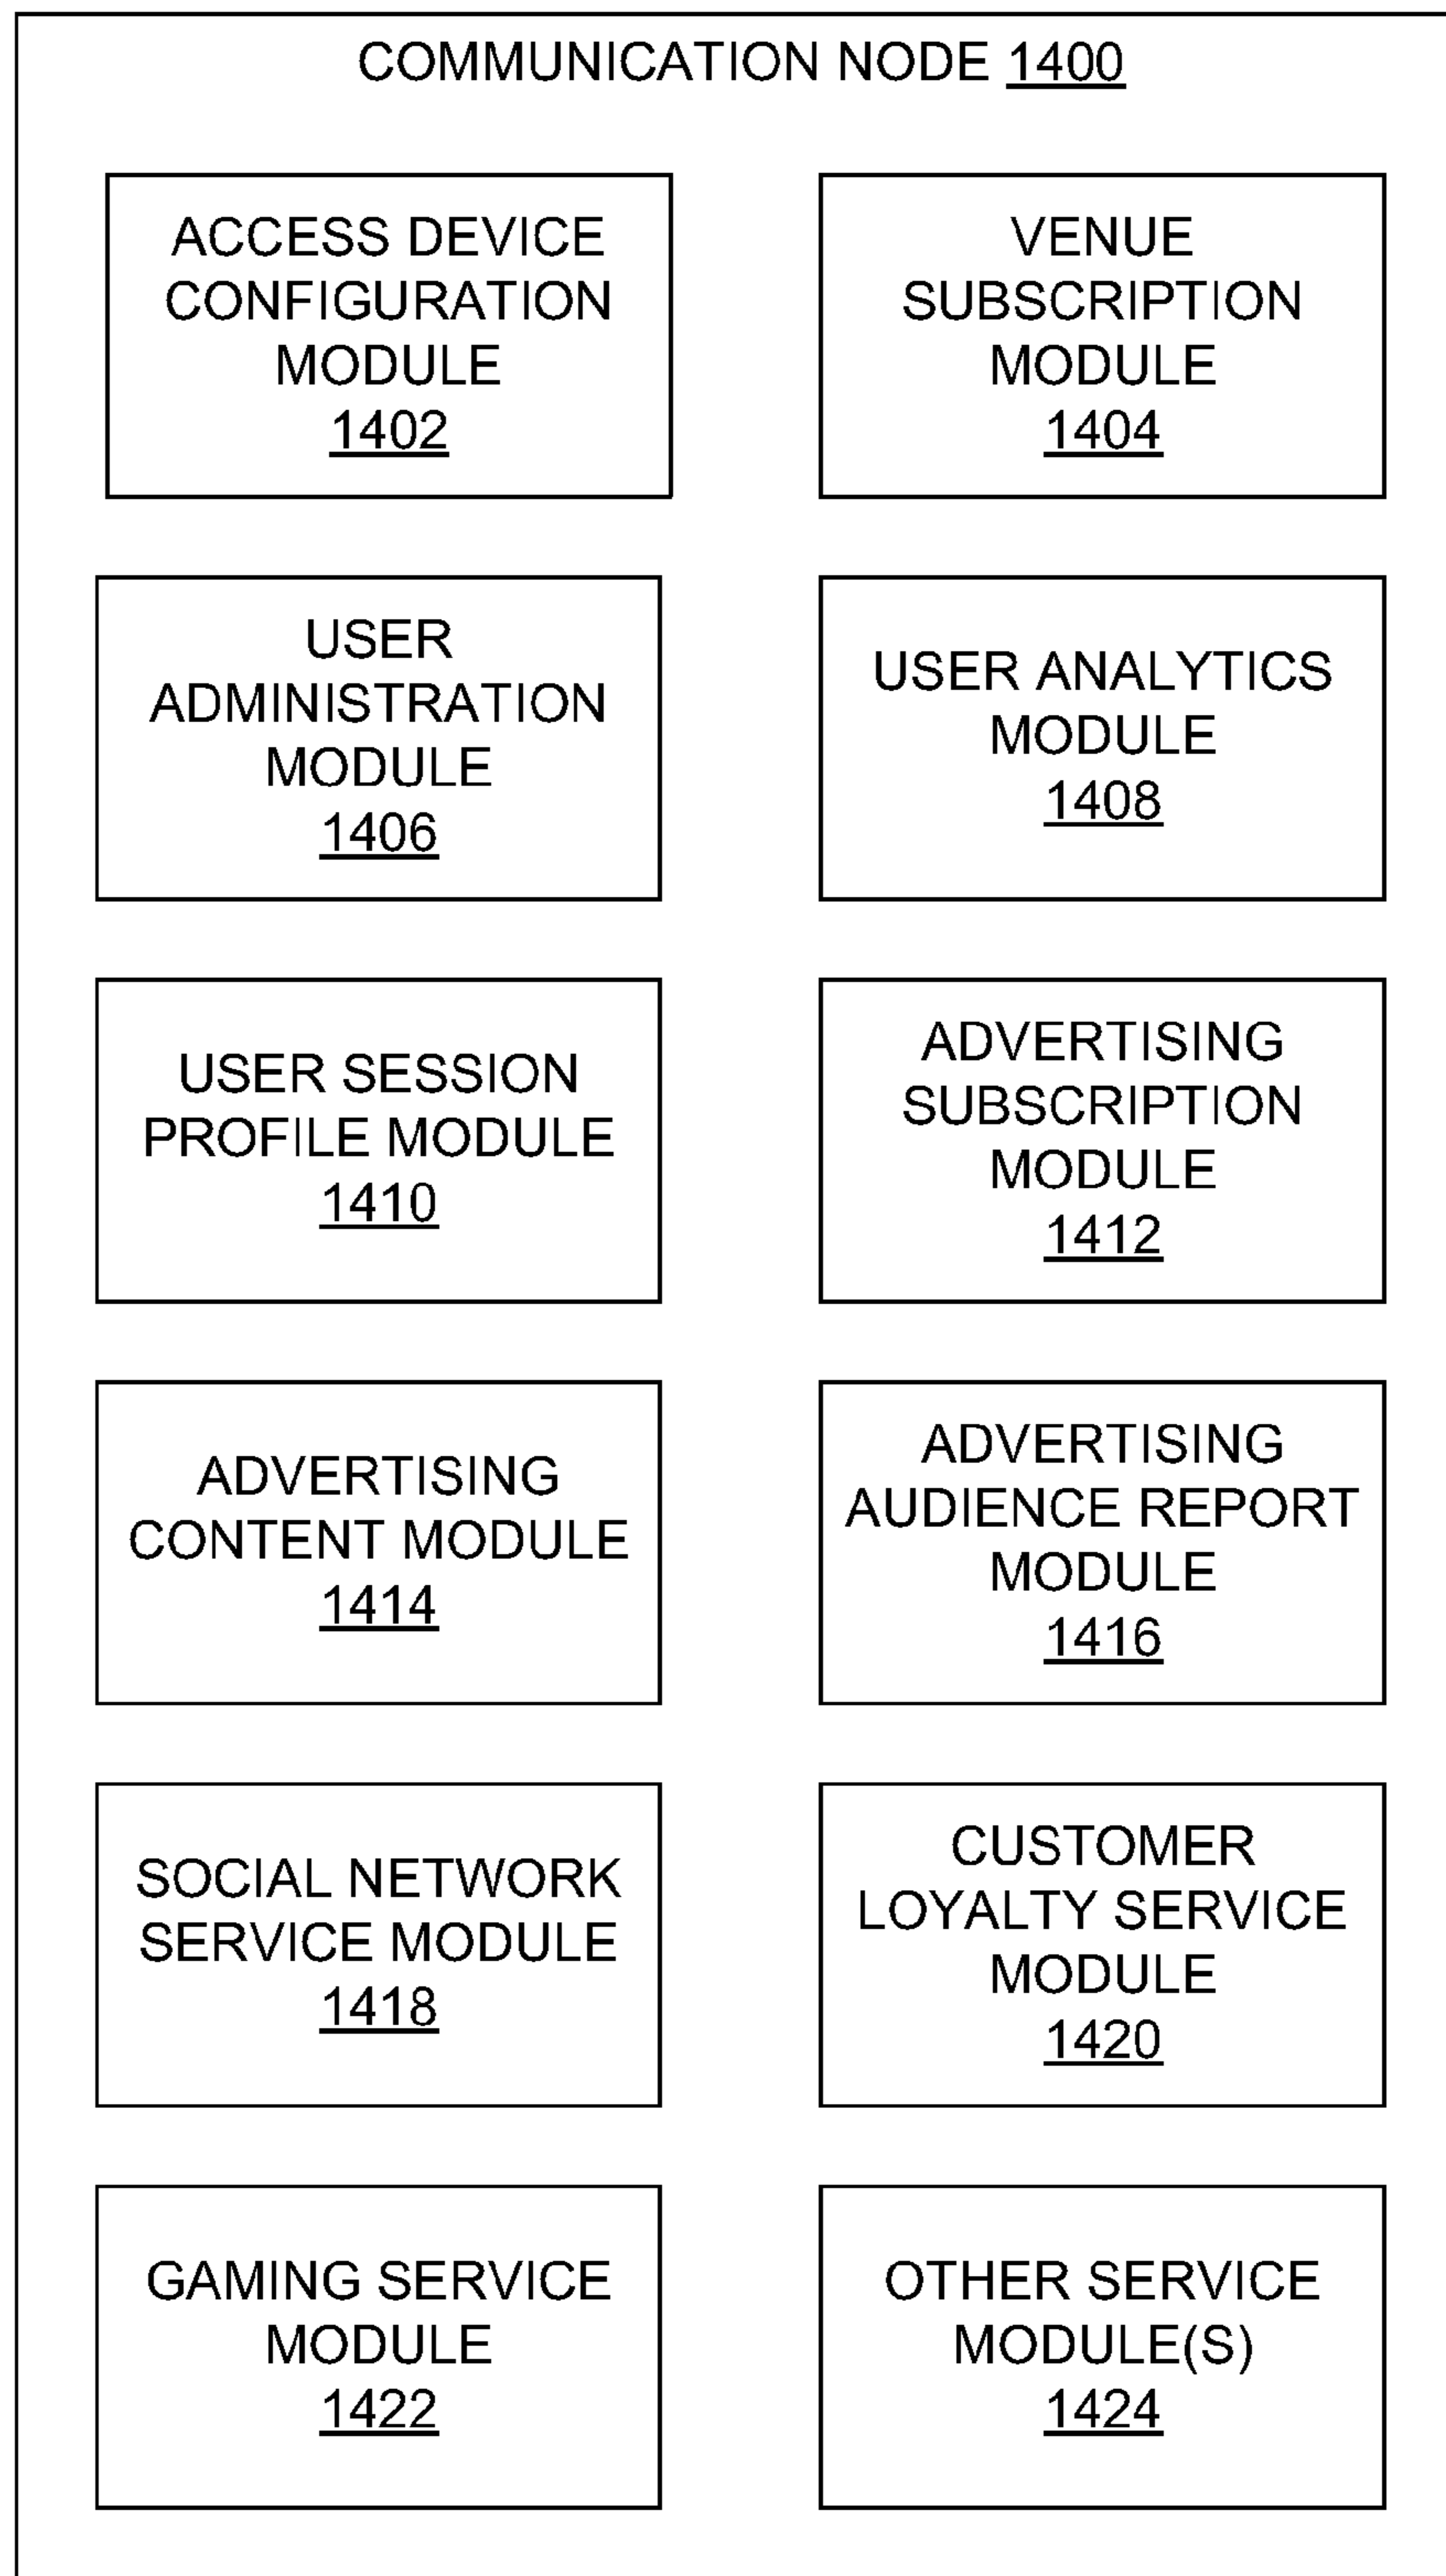 COMMUNICATION NODE 1400
ACCESS DEVICE
CONFIGURATION
MODULE
1402
VENUE
SUBSCRIPTION
MODULE
1404
USER
ADMINISTRATION
MODULE
1406
USER ANALYTICS
MODULE
1408
USER SESSION
PROFILE MODULE
1410
ADVERTISING
SUBSCRIPTION
MODULE
1412
ADVERTISING
CONTENT MODULE
1414
ADVERTISING
AUDIENCE REPORT
MODULE
1416
SOCIAL NETWORK
SERVICE MODULE
1418
CUSTOMER
LOYALTY SERVICE
MODULE
1420
GAMING SERVICE
MODULE
1422
OTHER SERVICE
MODULE(S)
1424